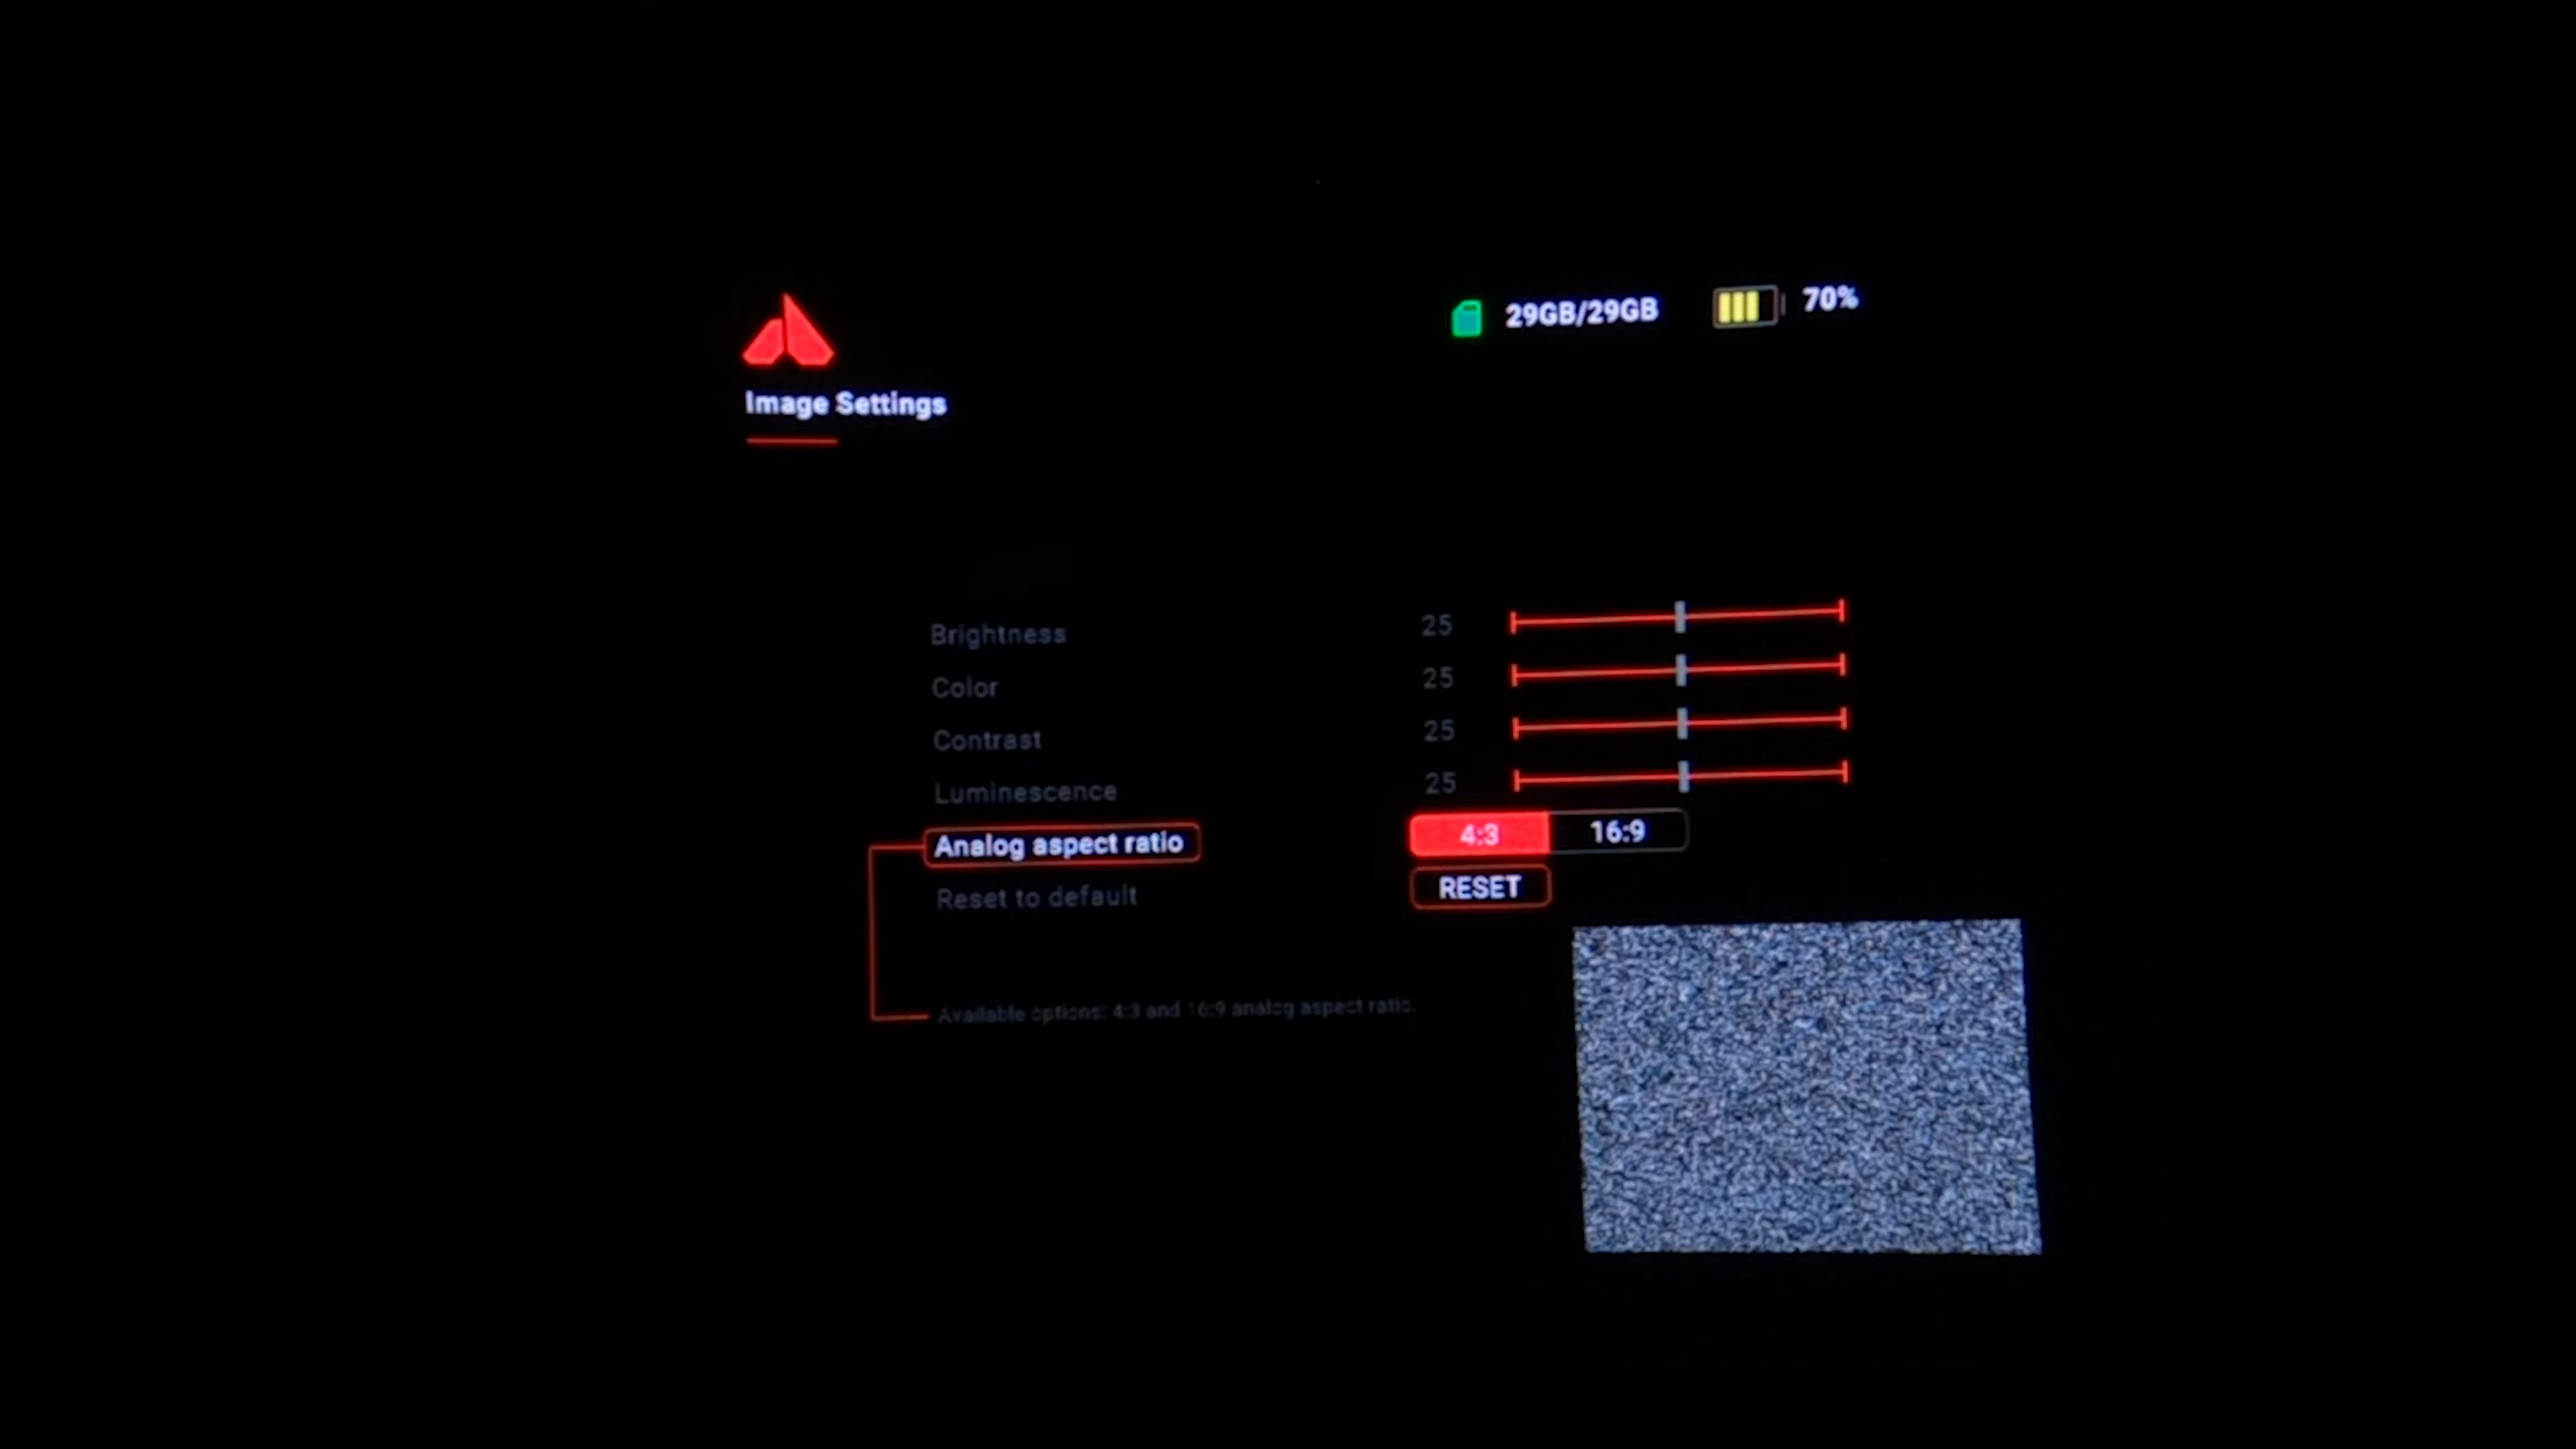 29GB/29GB 70%
Image Settings
Brightness 25
Color 25
Contrast 25
Luminescence 25
Analog aspect ratio 4:3 16:9
Reset to default RESET
Available options: 4:3 and 16:9 analog aspect ratio.